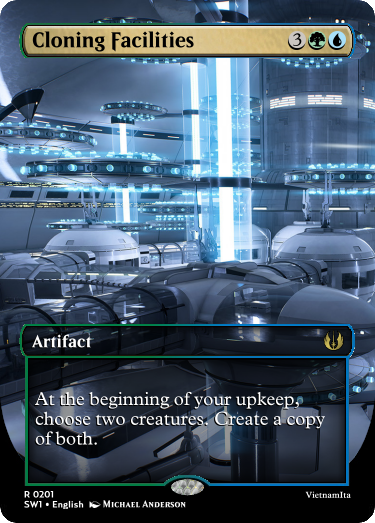 Cloning Facilities 3
Artifact
At the beginning of your upkeep,
choose two creatures. Create a copy
of both.
R 0201
SW1 • English Michael Anderson
VietnamIta